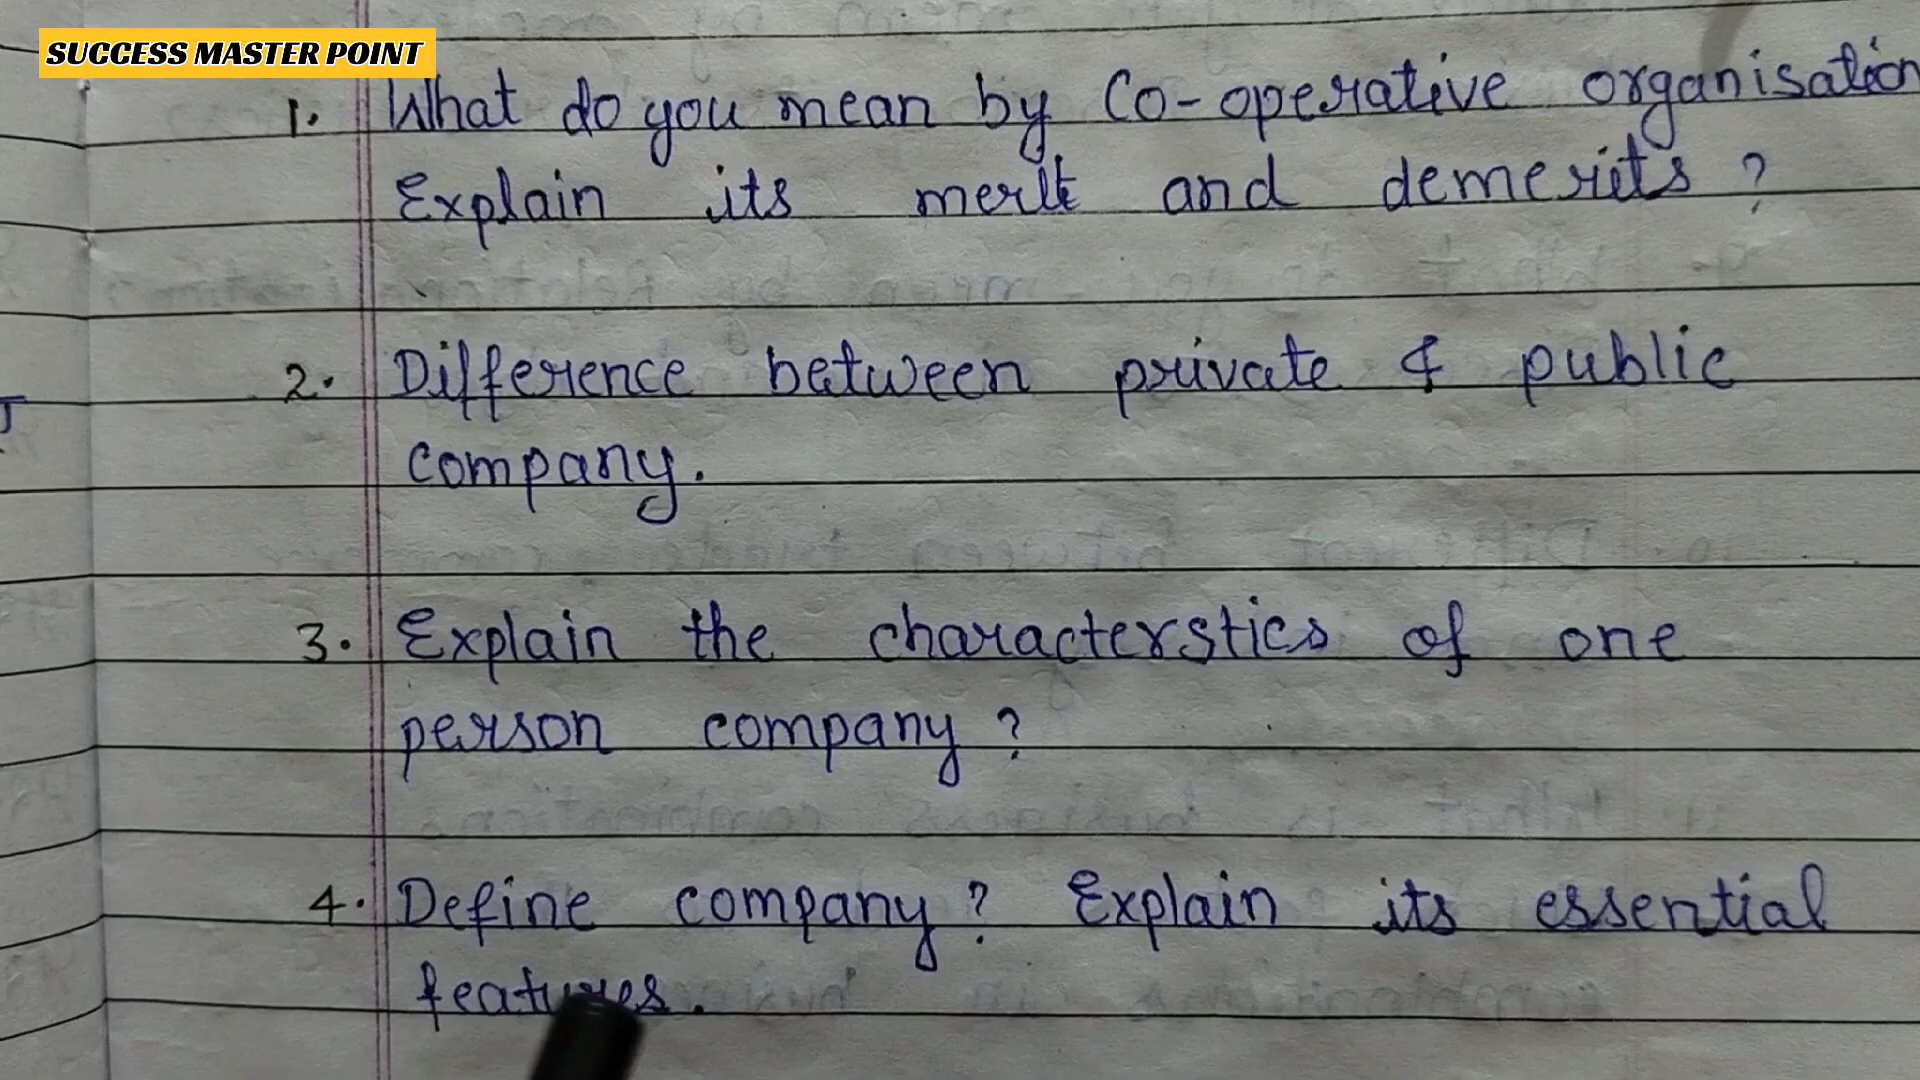 SUCCESS MASTER POINT
1. What do you mean by Co-operative organisation
Explain its merit and demerits ?
2. Difference between private & public
company.
3. Explain the characterstics of one
person company ?
4. Define company ? Explain its essential
features.